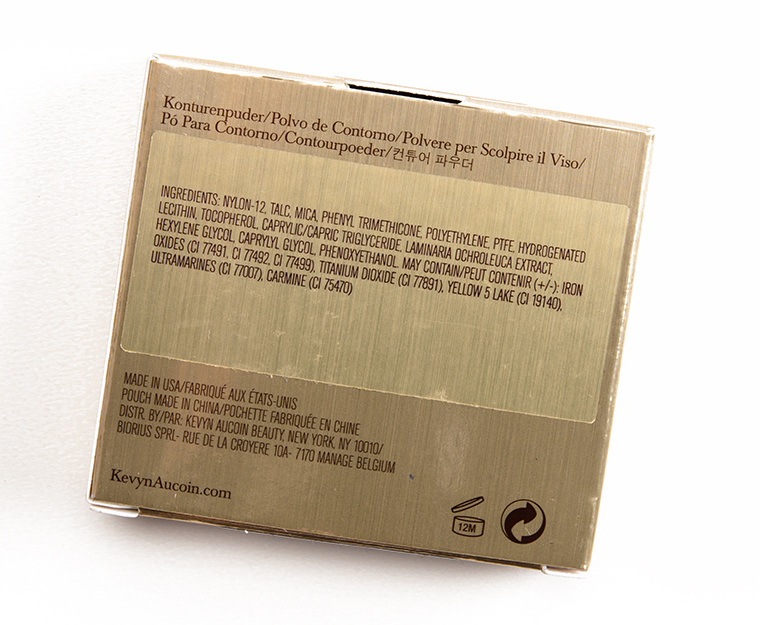 Konturenpuder/Polvo de Contorno/Polvere per Scolpire il Viso/
Pó Para Contorno/Contourpoeder/컨튜어 파우더
INGREDIENTS: NYLON-12, TALC, MICA, PHENYL TRIMETHICONE, POLYETHYLENE, PTFE, HYDROGENATED
LECITHIN, TOCOPHEROL, CAPRYLIC/CAPRIC TRIGLYCERIDE, LAMINARIA OCHROLEUCA EXTRACT,
HEXYLENE GLYCOL, CAPRYLYL GLYCOL, PHENOXYETHANOL. MAY CONTAIN/PEUT CONTENIR (+/-): IRON
OXIDES (CI 77491, CI 77492, CI 77499), TITANIUM DIOXIDE (CI 77891), YELLOW 5 LAKE (CI 19140),
ULTRAMARINES (CI 77007), CARMINE (CI 75470)
MADE IN USA/FABRIQUÉ AUX ÉTATS-UNIS
POUCH MADE IN CHINA/POCHETTE FABRIQUÉE EN CHINE
DISTR. BY/PAR: KEVYN AUCOIN BEAUTY, NEW YORK, NY 10010/
BIORIUS SPRL- RUE DE LA CROYERE 10A- 7170 MANAGE BELGIUM
KevynAucoin.com
12M